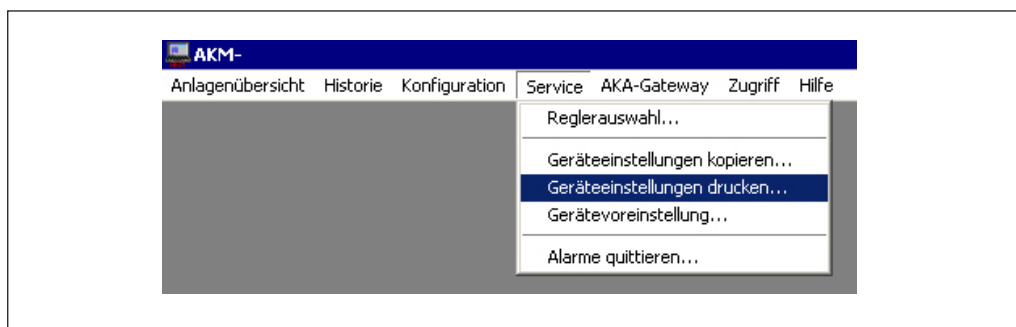 AKM-
Anlagenübersicht Historie Konfiguration Service AKA-Gateway Zugriff Hilfe
Reglerauswahl...
Geräteeinstellungen kopieren...
Geräteeinstellungen drucken...
Gerätevoreinstellung...
Alarme quittieren...